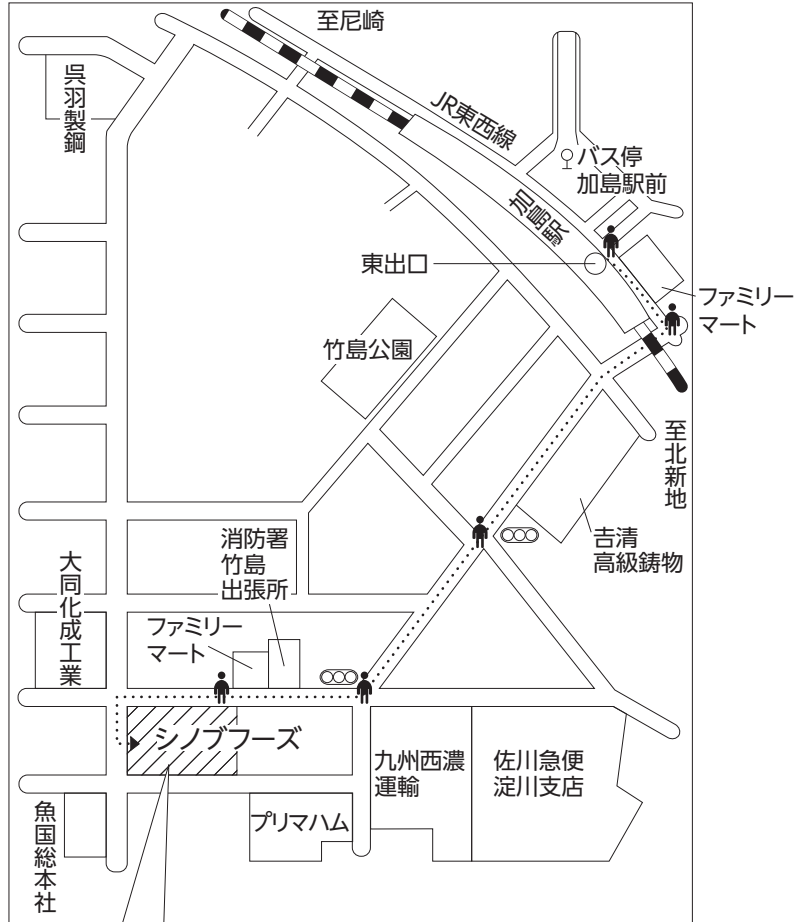 至尼崎
呉羽製鋼
JR東西線
バス停
加島駅前
加島駅
東出口
ファミリー
マート
竹島公園
至北新地
𠮷清
高級鋳物
消防署
竹島
出張所
大同化成工業
ファミリー
マート
シノブフーズ
九州西濃
運輸
佐川急便
淀川支店
プリマハム
魚国総本社